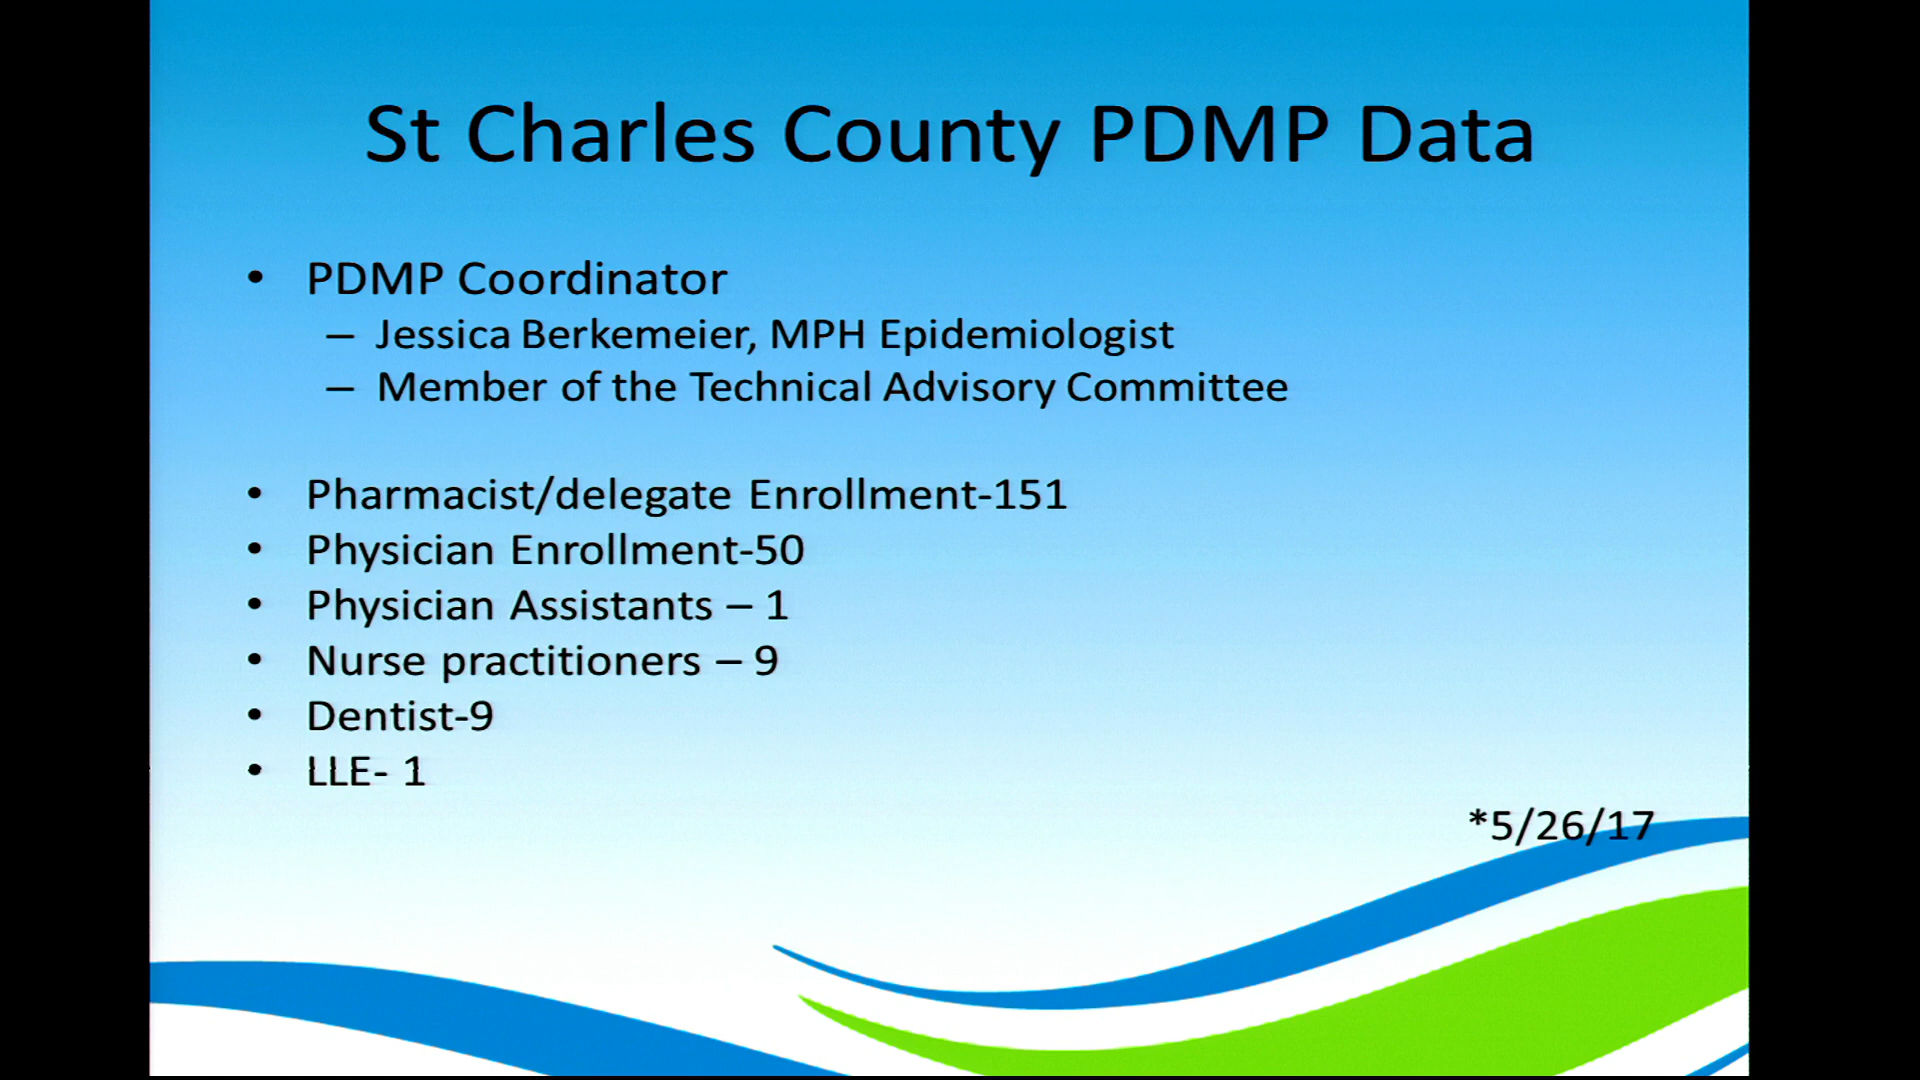 St Charles County PDMP Data
• PDMP Coordinator
– Jessica Berkemeier, MPH Epidemiologist
– Member of the Technical Advisory Committee
• Pharmacist/delegate Enrollment-151
• Physician Enrollment-50
• Physician Assistants – 1
• Nurse practitioners – 9
• Dentist-9
• LLE- 1
*5/26/17